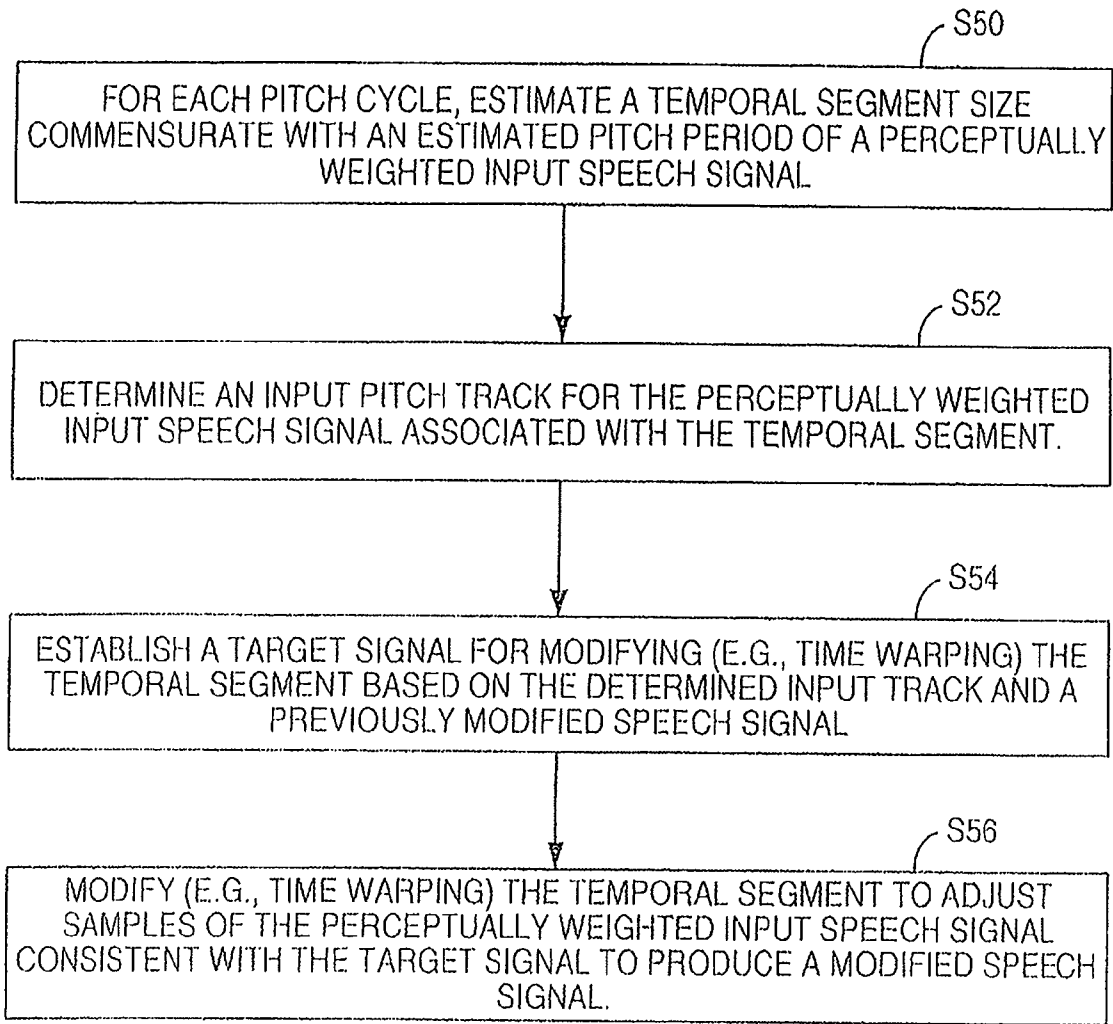 S50
FOR EACH PITCH CYCLE, ESTIMATE A TEMPORAL SEGMENT SIZE
COMMENSURATE WITH AN ESTIMATED PITCH PERIOD OF A PERCEPTUALLY
WEIGHTED INPUT SPEECH SIGNAL
S52
DETERMINE AN INPUT PITCH TRACK FOR THE PERCEPTUALLY WEIGHTED
INPUT SPEECH SIGNAL ASSOCIATED WITH THE TEMPORAL SEGMENT.
S54
ESTABLISH A TARGET SIGNAL FOR MODIFYING (E.G., TIME WARPING) THE
TEMPORAL SEGMENT BASED ON THE DETERMINED INPUT TRACK AND A
PREVIOUSLY MODIFIED SPEECH SIGNAL
S56
MODIFY (E.G., TIME WARPING) THE TEMPORAL SEGMENT TO ADJUST
SAMPLES OF THE PERCEPTUALLY WEIGHTED INPUT SPEECH SIGNAL
CONSISTENT WITH THE TARGET SIGNAL TO PRODUCE A MODIFIED SPEECH
SIGNAL.